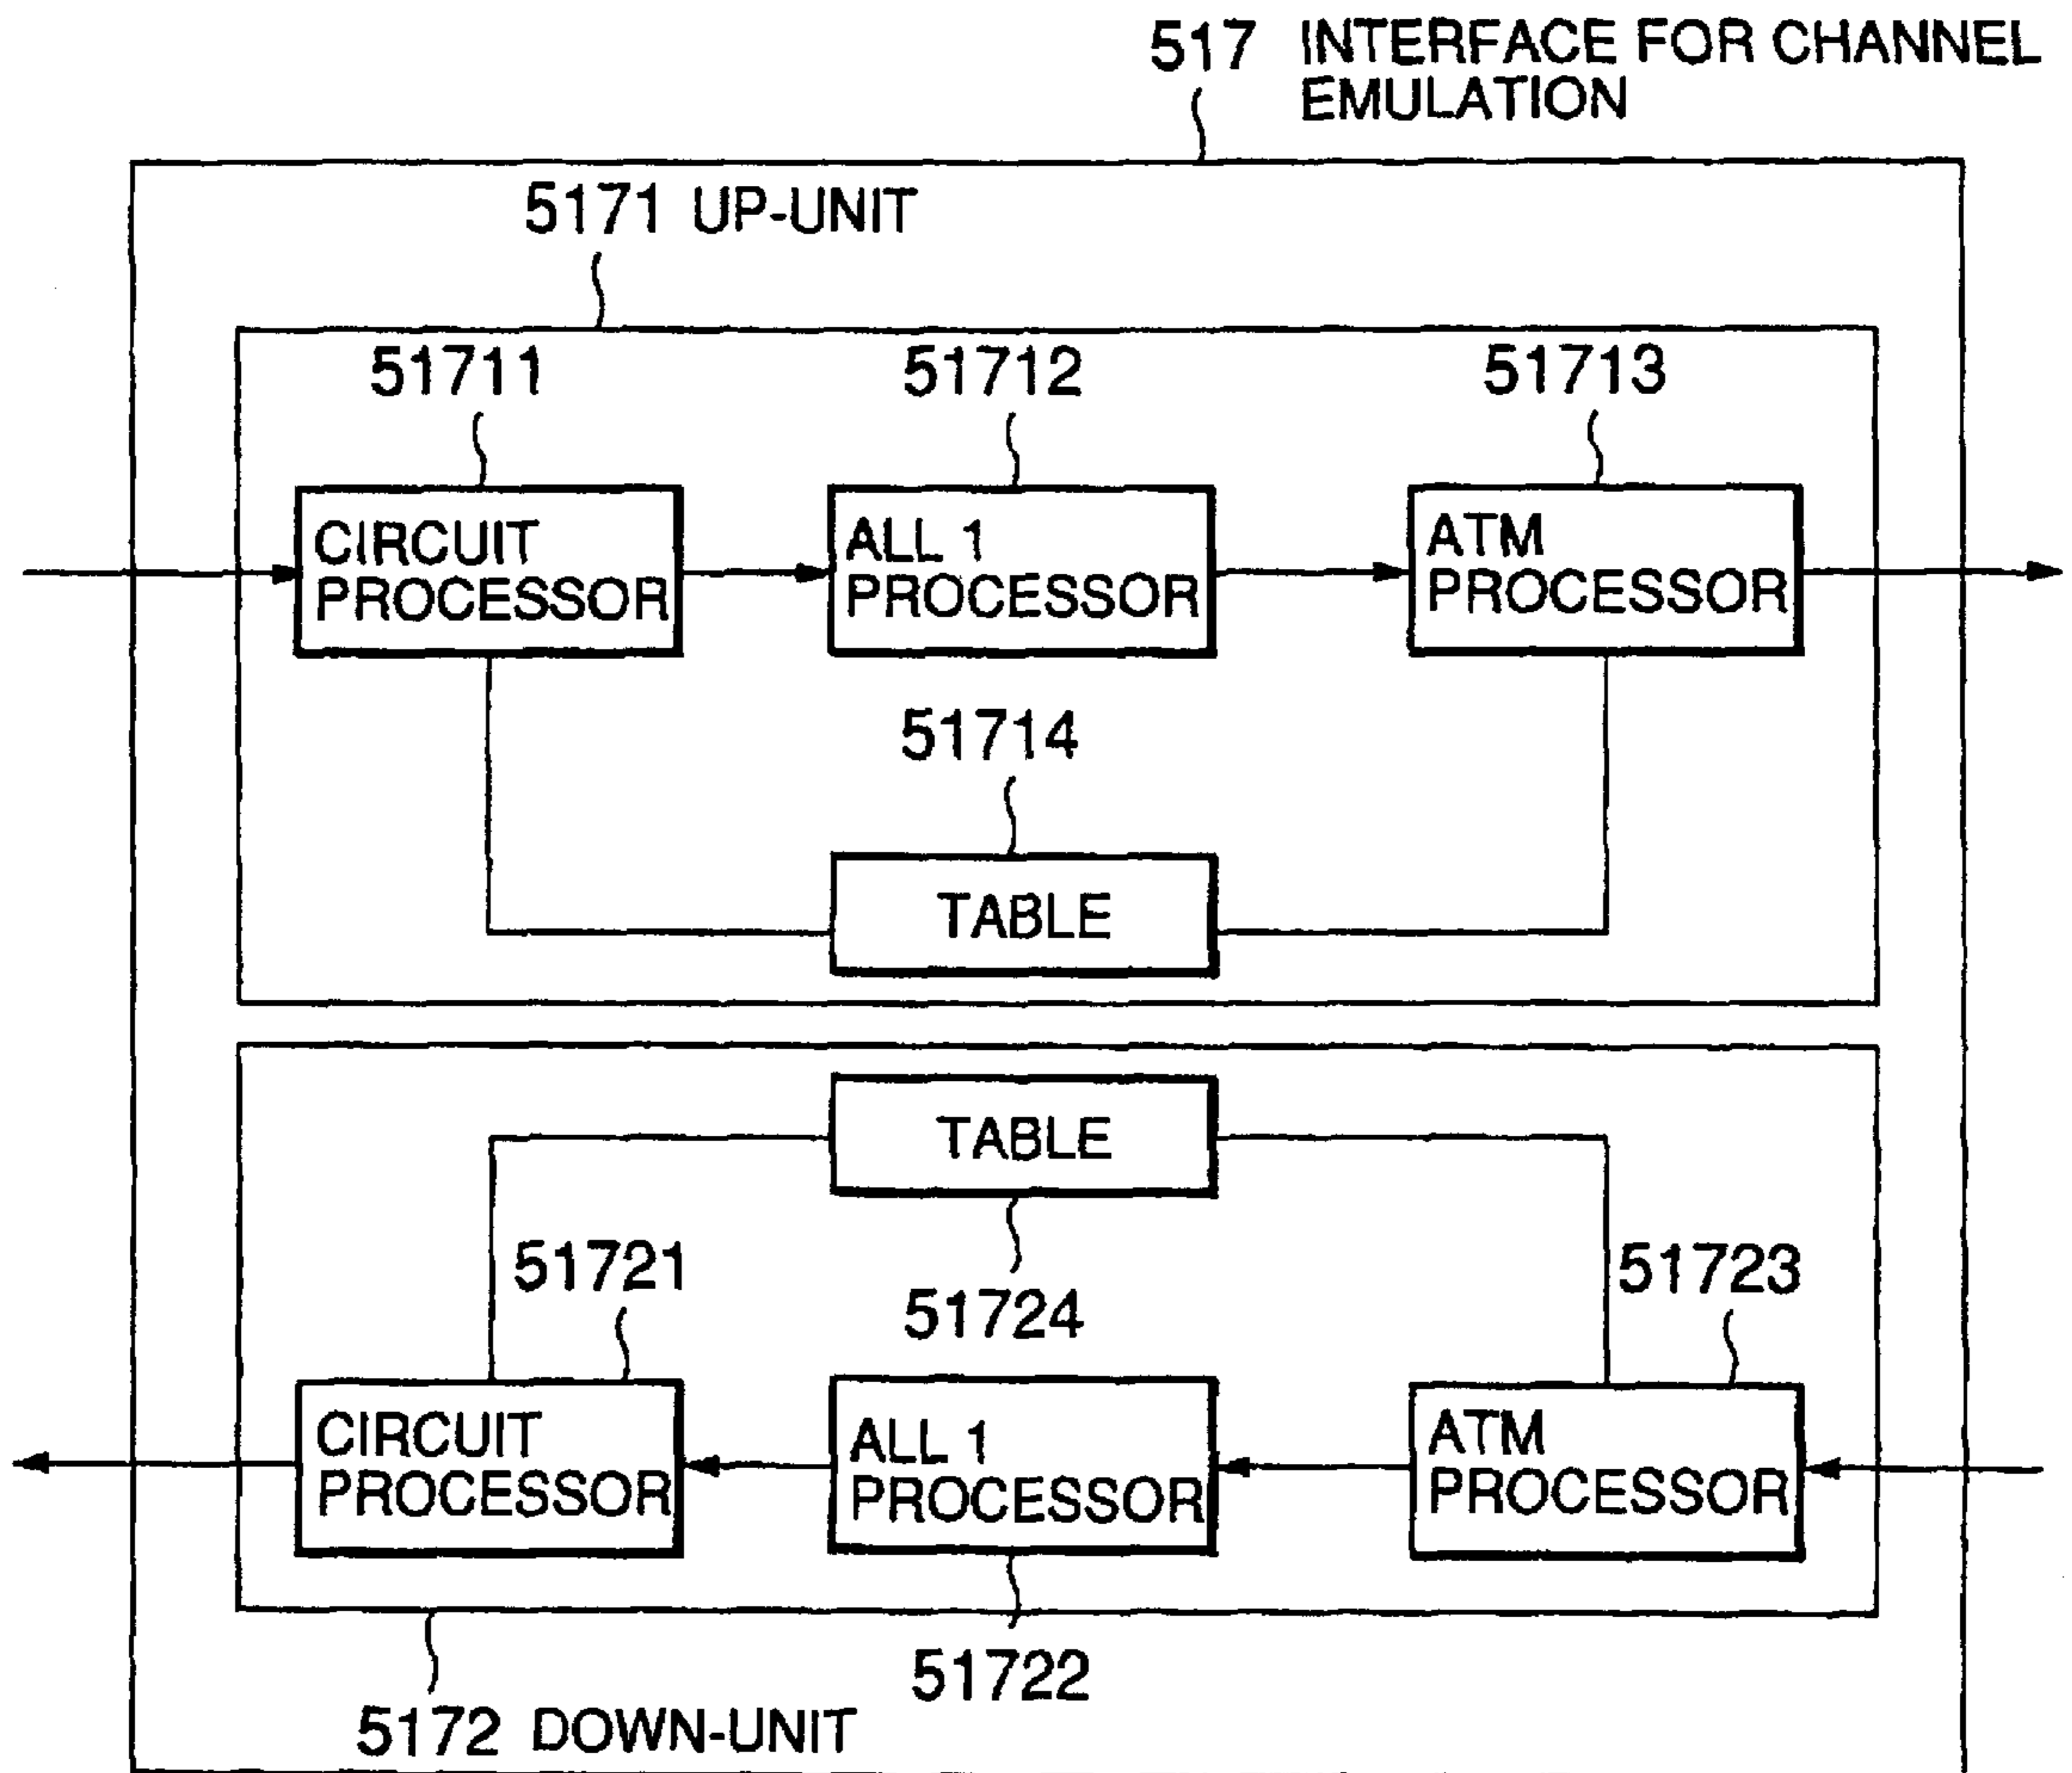 517 INTERFACE FOR CHANNEL
EMULATION
5171 UP-UNIT
51711
51712
51713
CIRCUIT
PROCESSOR
ALL 1
PROCESSOR
ATM
PROCESSOR
51714
TABLE
TABLE
51721
51724
51723
CIRCUIT
PROCESSOR
ALL 1
PROCESSOR
ATM
PROCESSOR
51722
5172 DOWN-UNIT